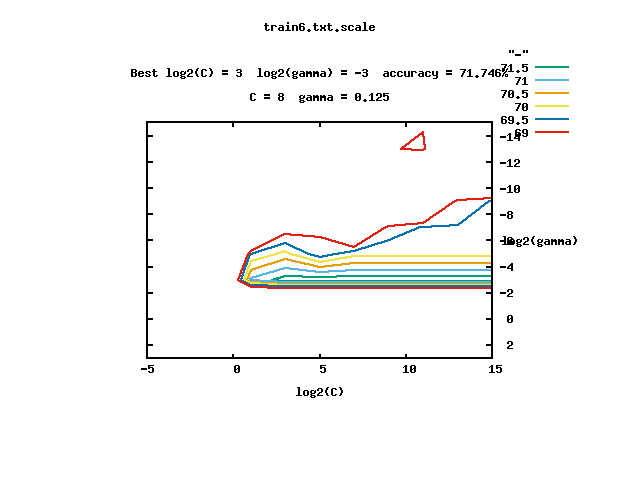 train6.txt.scale
"-"
Best log2(C) = 3  log2(gamma) = -3  accuracy = 71.746%
71.5
71
C = 8  gamma = 0.125
70.5
70
69.5
69
-14
-12
-10
-8
-6
log2(gamma)
-4
-2
0
2
-5 0 5 10 15
log2(C)